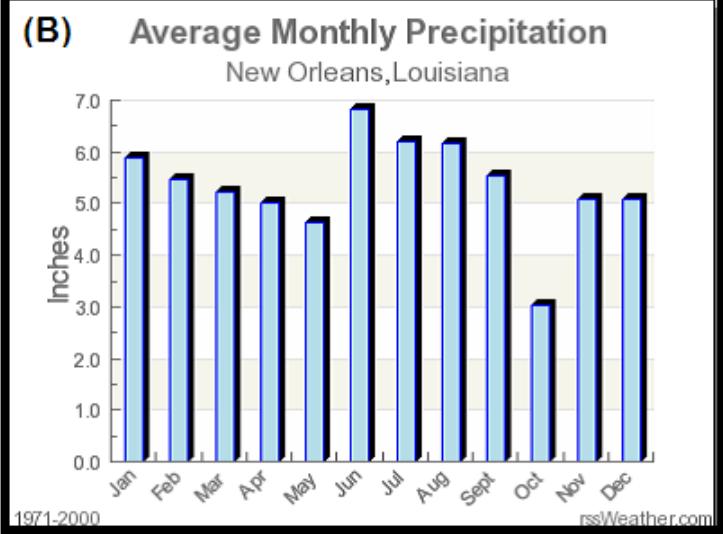 (B) Average Monthly Precipitation
New Orleans,Louisiana
7.0
6.0
5.0
4.0
3.0
2.0
1.0
0.0
Inches
Jan Feb Mar Apr May Jun Jul Aug Sept Oct Nov Dec
1971-2000 rssWeather.com